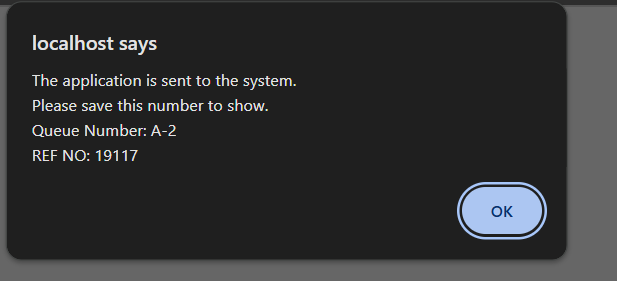 localhost says
The application is sent to the system.
Please save this number to show.
Queue Number: A-2
REF NO: 19117
OK